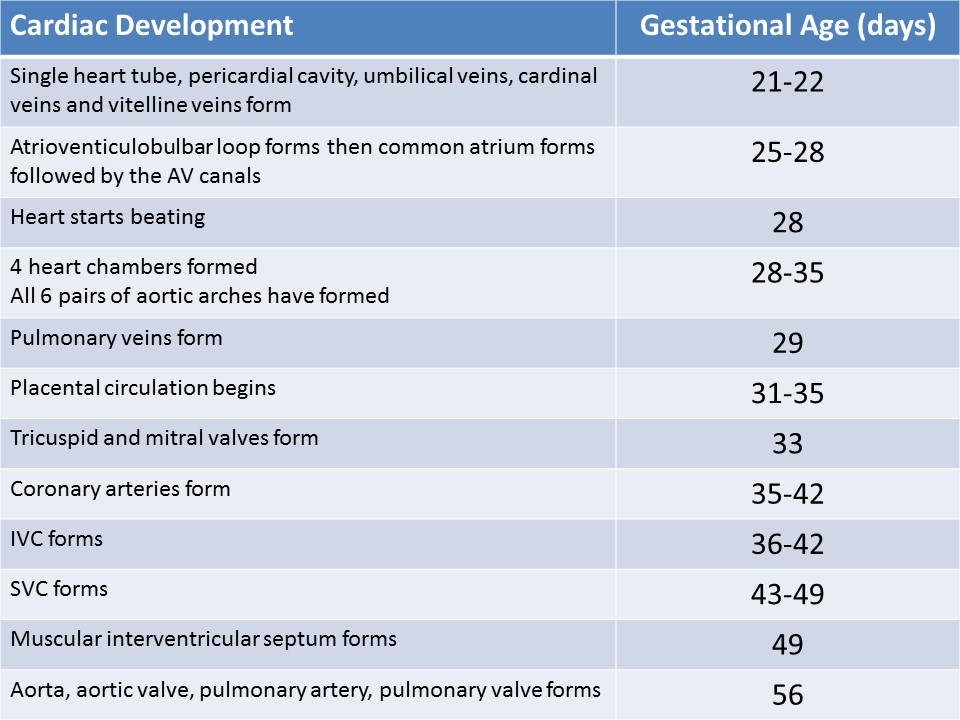 Cardiac Development
Gestational Age (days)
Single heart tube, pericardial cavity, umbilical veins, cardinal
veins and vitelline veins form
21-22
Atrioventiculobulbar loop forms then common atrium forms
followed by the AV canals
25-28
Heart starts beating
28
4 heart chambers formed
All 6 pairs of aortic arches have formed
28-35
Pulmonary veins form
29
Placental circulation begins
31-35
Tricuspid and mitral valves form
33
Coronary arteries form
35-42
IVC forms
36-42
SVC forms
43-49
Muscular interventricular septum forms
49
Aorta, aortic valve, pulmonary artery, pulmonary valve forms
56